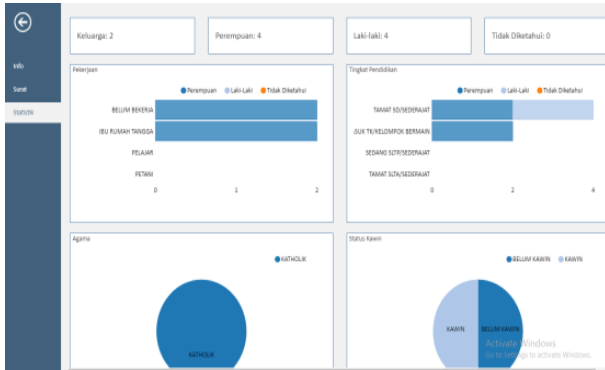 Keluarga: 2
Perempuan: 4
Laki-laki: 4
Tidak Diketahui: 0
Info
Surat
Statistik
Pekerjaan
Perempuan Laki-Laki Tidak Diketahui
BELUM BEKERJA
IBU RUMAH TANGGA
PELAJAR
PETANI
0 1 2
Tingkat Pendidikan
Perempuan Laki-Laki Tidak Diketahui
TAMAT SD/SEDERAJAT
TK/KELOMPOK BERMAIN
SEDANG SLTP/SEDERAJAT
TAMAT SLTA/SEDERAJAT
0 2 4
Agama
KATHOLIK
KATHOLIK
Status Kawin
BELUM KAWIN KAWIN
KAWIN
BELUM KAWIN
Activate Windows
Go to Settings to activate Windows.